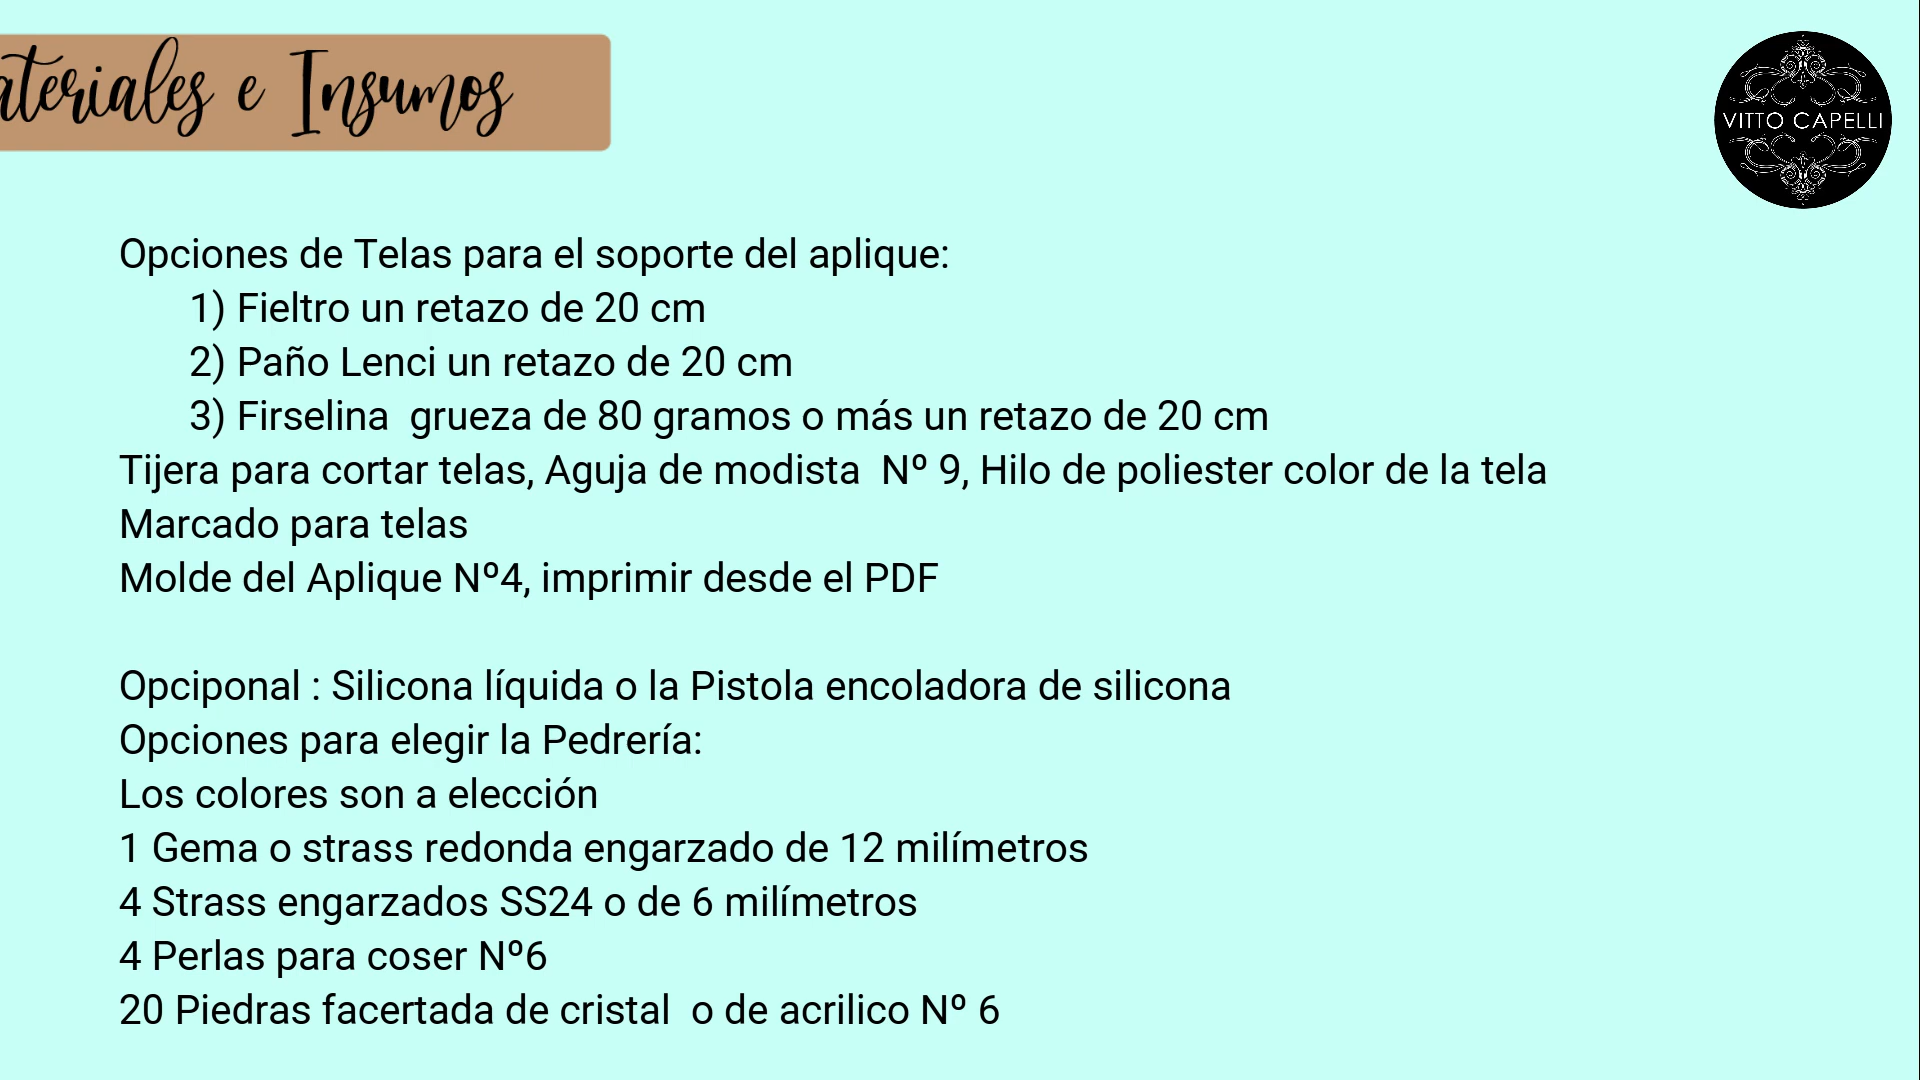 ateriales e Insumos
VITTO CAPELLI
Opciones de Telas para el soporte del aplique:
1) Fieltro un retazo de 20 cm
2) Paño Lenci un retazo de 20 cm
3) Firselina  grueza de 80 gramos o más un retazo de 20 cm
Tijera para cortar telas, Aguja de modista  Nº 9, Hilo de poliester color de la tela
Marcado para telas
Molde del Aplique Nº4, imprimir desde el PDF
Opciponal : Silicona líquida o la Pistola encoladora de silicona
Opciones para elegir la Pedrería:
Los colores son a elección
1 Gema o strass redonda engarzado de 12 milímetros
4 Strass engarzados SS24 o de 6 milímetros
4 Perlas para coser Nº6
20 Piedras facertada de cristal  o de acrilico Nº 6